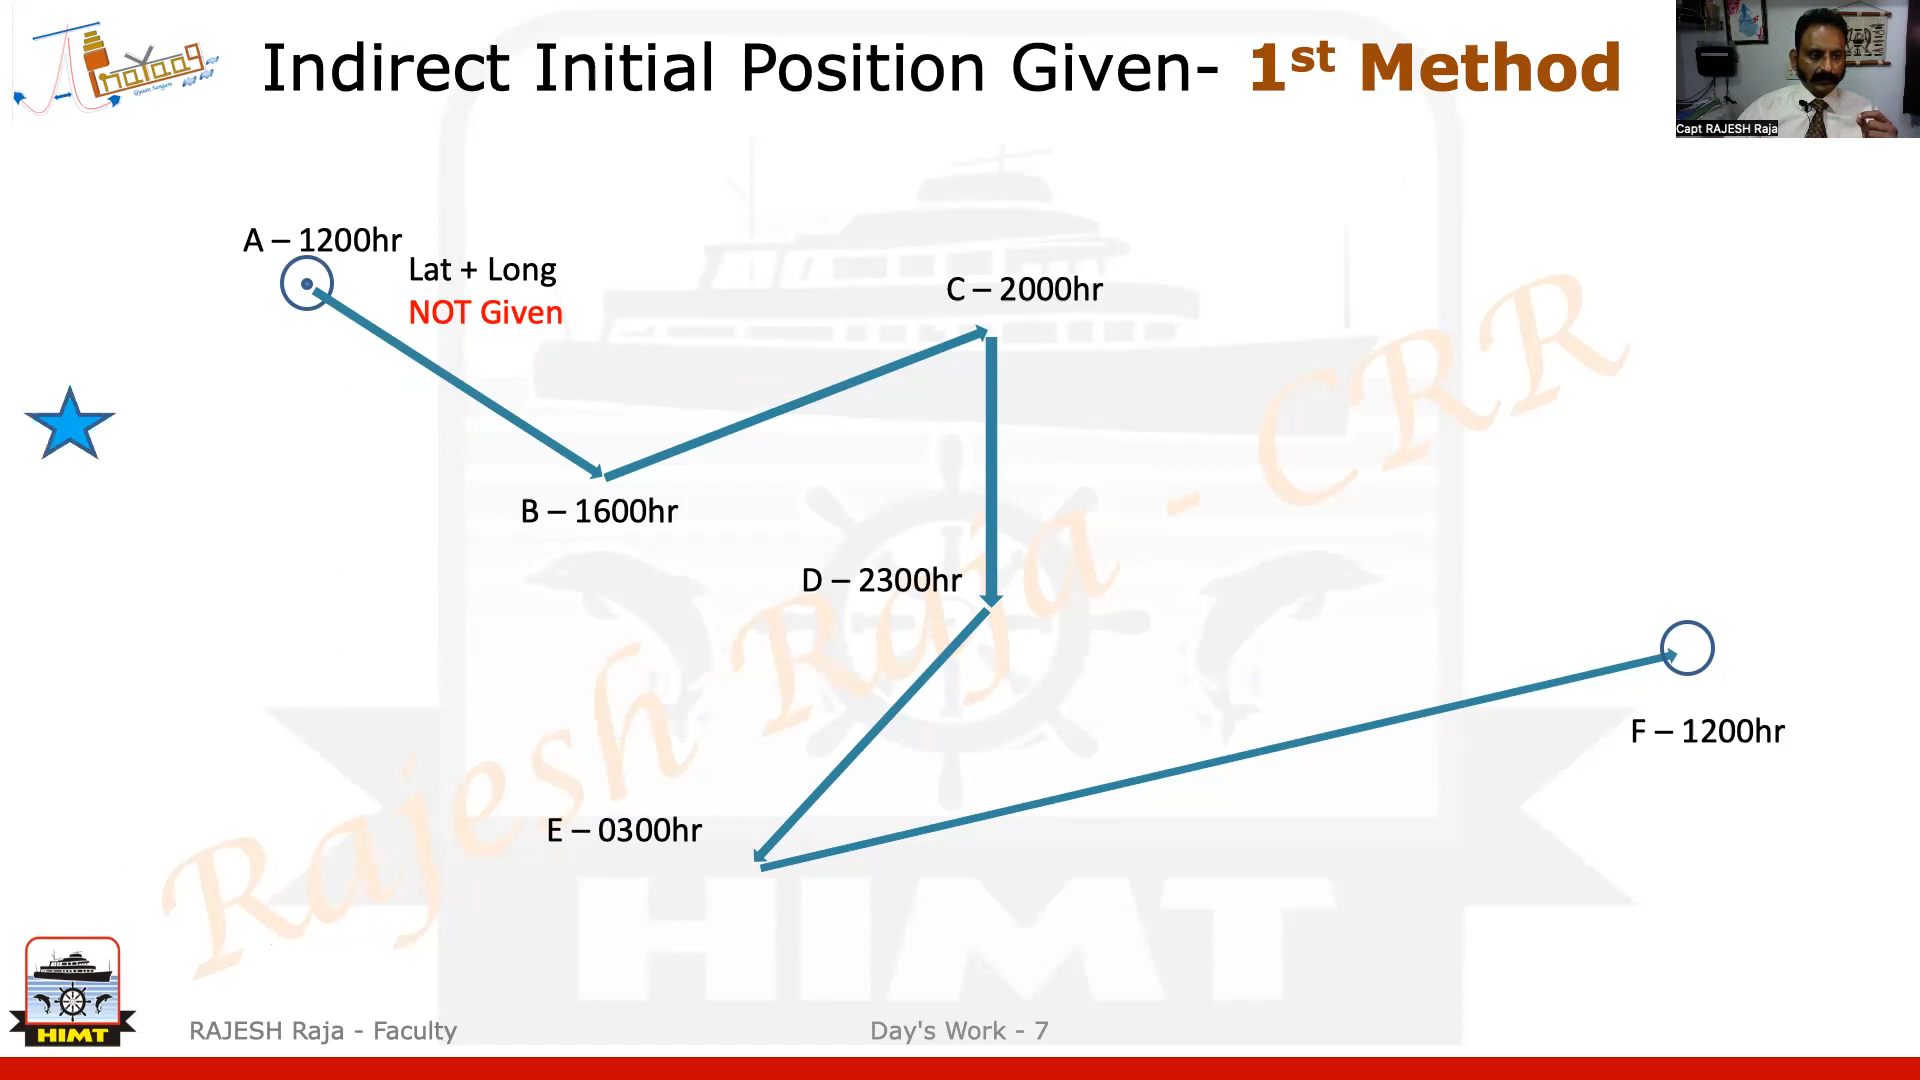 Indirect Initial Position Given- 1st Method
Capt RAJESH Raja
A – 1200hr
Lat + Long
NOT Given
C – 2000hr
B – 1600hr
D – 2300hr
F – 1200hr
E – 0300hr
Rajesh Raja - CRR
HIMT
HIMT
RAJESH Raja - Faculty
Day's Work - 7